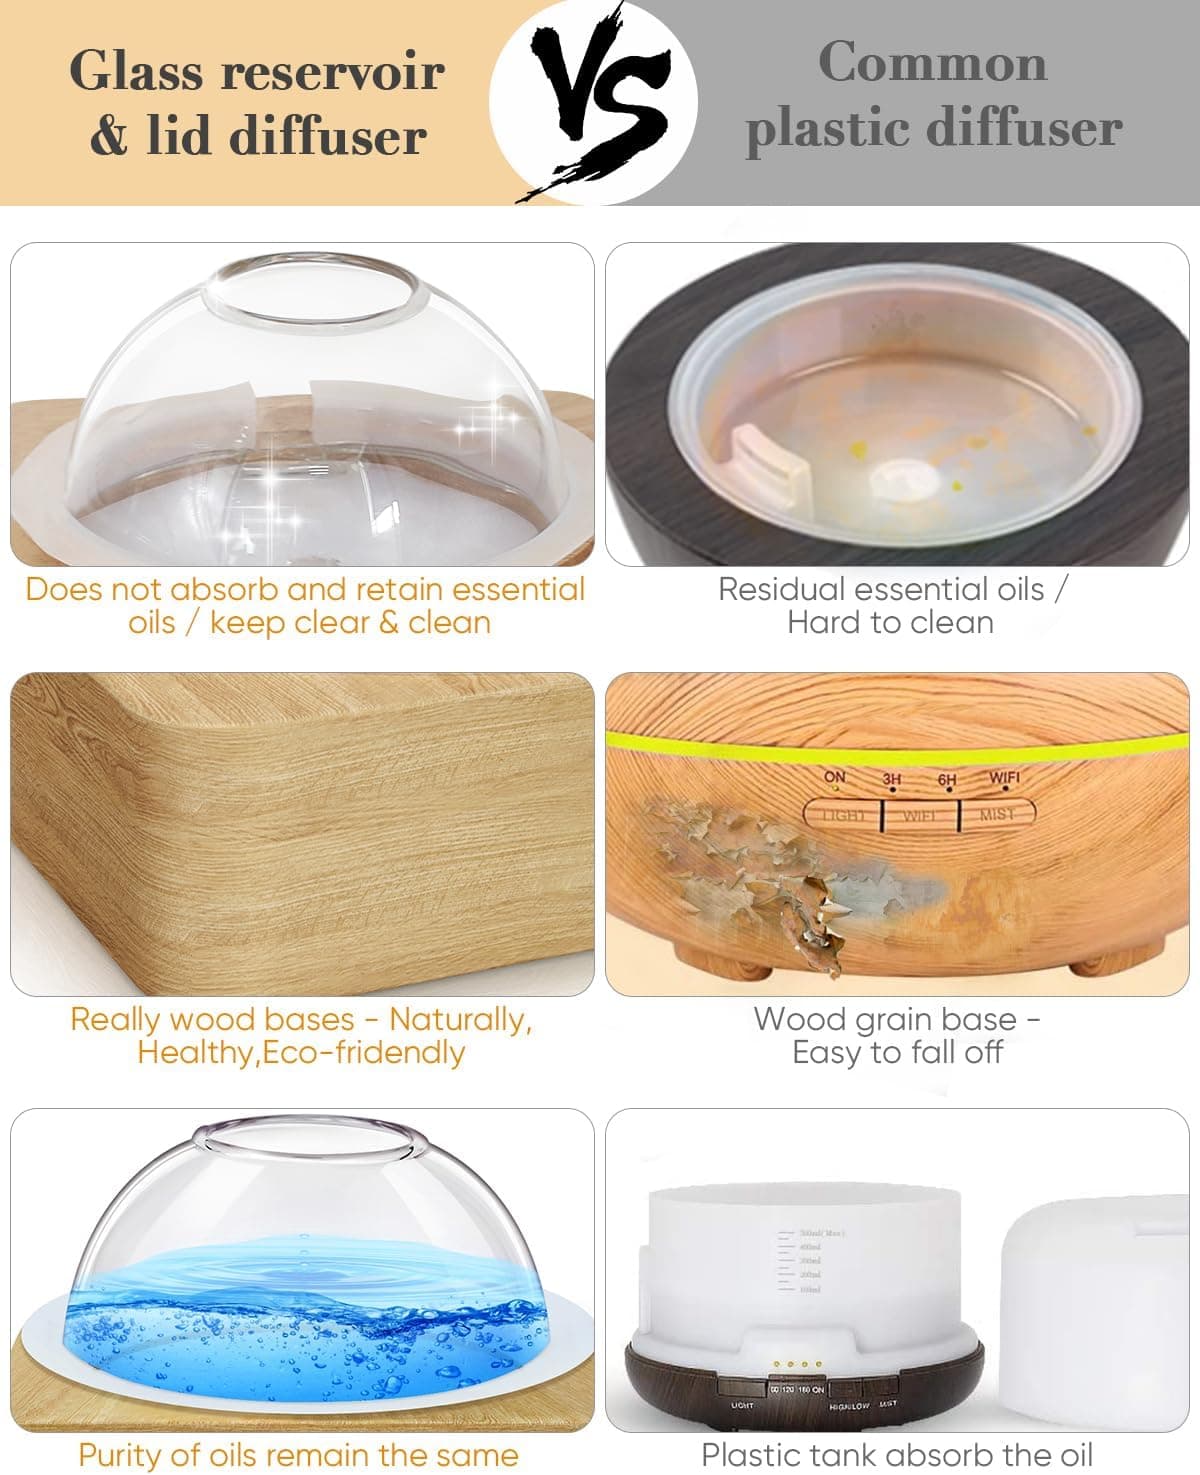 Glass reservoir
& lid diffuser
VS
Common
plastic diffuser
Does not absorb and retain essential
oils / keep clear & clean
Residual essential oils /
Hard to clean
ON 3H 6H WIFI
LIGHT WIFI MIST
Really wood bases - Naturally,
Healthy,Eco-fridendly
Wood grain base -
Easy to fall off
500ml(Max)
400ml
300ml
200ml
100ml
60 120 180 ON
LIGHT HIGH/LOW MIST
Purity of oils remain the same
Plastic tank absorb the oil